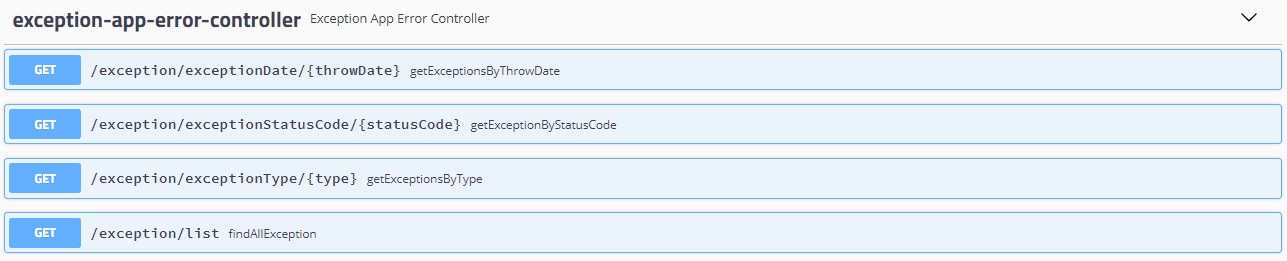 exception-app-error-controller Exception App Error Controller
GET /exception/exceptionDate/{throwDate} getExceptionsByThrowDate
GET /exception/exceptionStatusCode/{statusCode} getExceptionByStatusCode
GET /exception/exceptionType/{type} getExceptionsByType
GET /exception/list findAllException